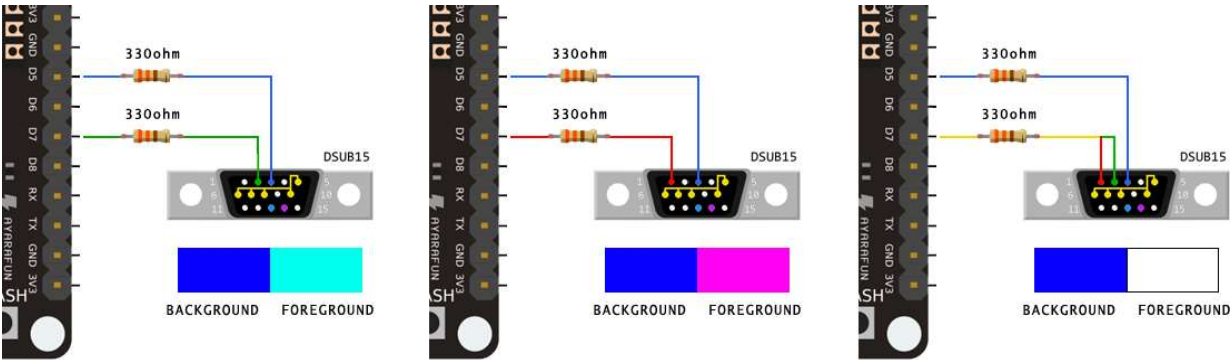 3V3
GND
D5
D6
D7
D8
RX
TX
GND
3V3
AYARAFUN
ASH
330ohm
330ohm
DSUB15
1
5
6
10
11
15
BACKGROUND FOREGROUND
3V3
GND
D5
D6
D7
D8
RX
TX
GND
3V3
AYARAFUN
ASH
330ohm
330ohm
DSUB15
1
5
6
10
11
15
BACKGROUND FOREGROUND
3V3
GND
D5
D6
D7
D8
RX
TX
GND
3V3
AYARAFUN
ASH
330ohm
330ohm
DSUB15
1
5
6
10
11
15
BACKGROUND FOREGROUND